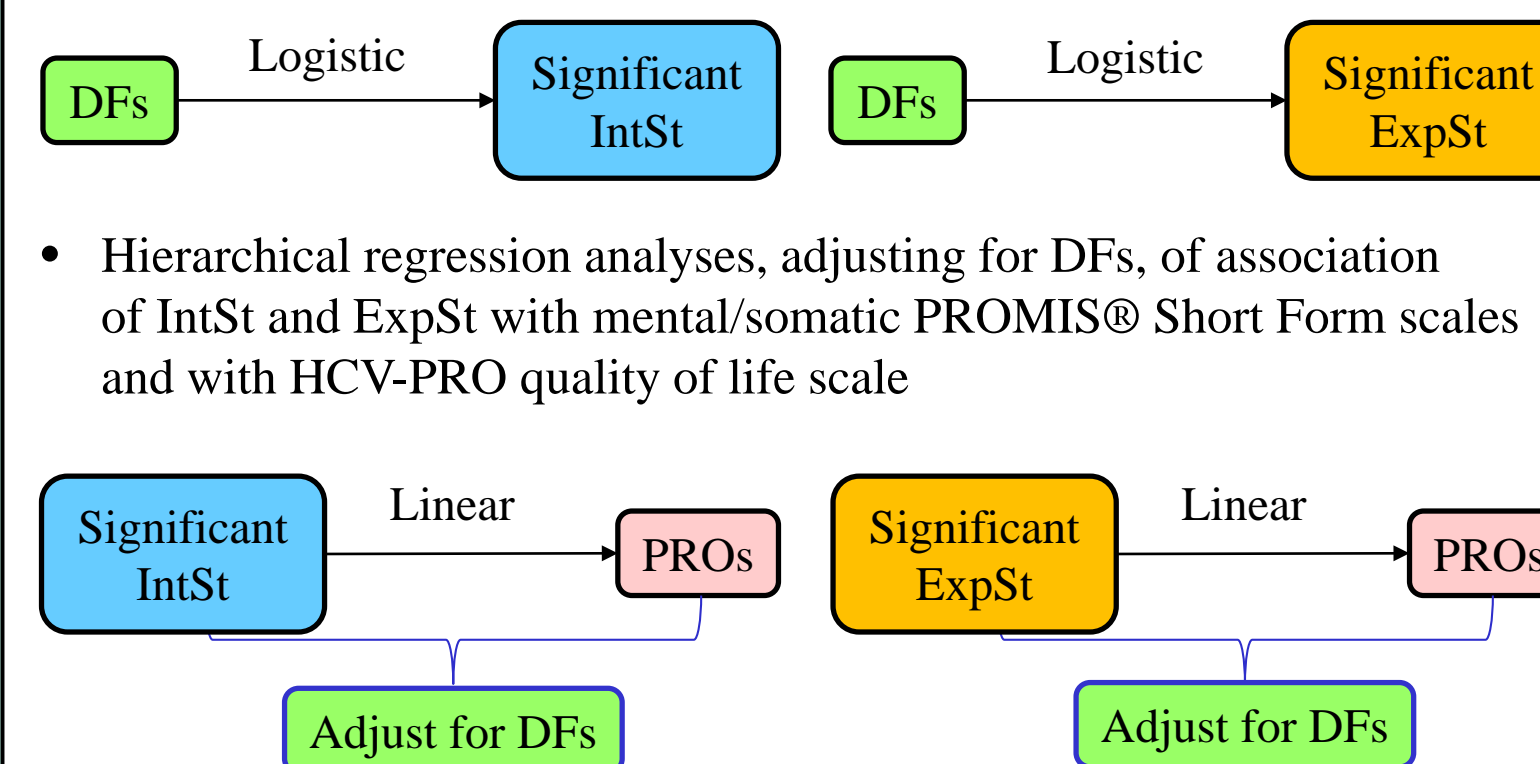 Logistic
Significant
IntSt
DFs
Logistic
Significant
ExpSt
DFs
• Hierarchical regression analyses, adjusting for DFs, of association
of IntSt and ExpSt with mental/somatic PROMIS® Short Form scales
and with HCV-PRO quality of life scale
Significant
IntSt
Linear
PROs
Significant
ExpSt
Linear
PROs
Adjust for DFs
Adjust for DFs